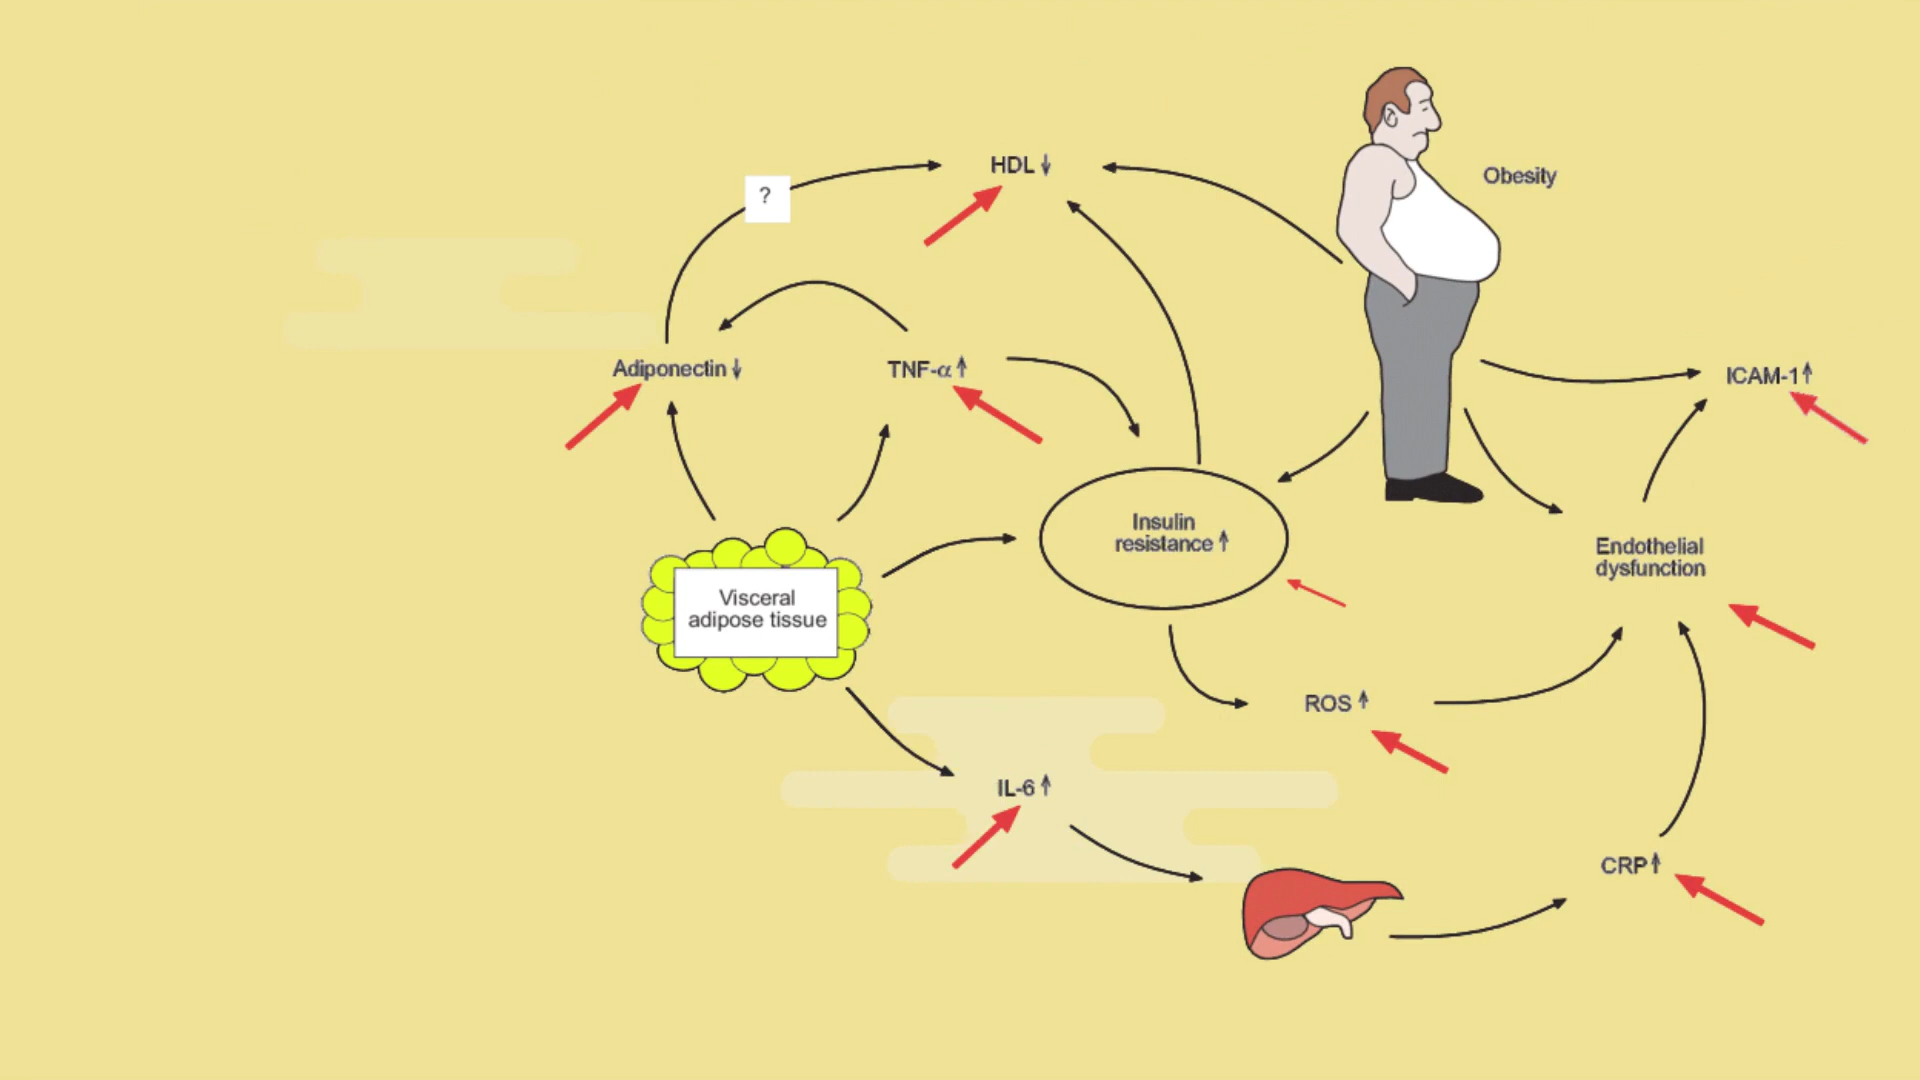 HDL↓
Obesity
?
Adiponectin↓
TNF-α↑
ICAM-1↑
Insulin
resistance↑
Endothelial
dysfunction
Visceral
adipose tissue
ROS↑
IL-6↑
CRP↑